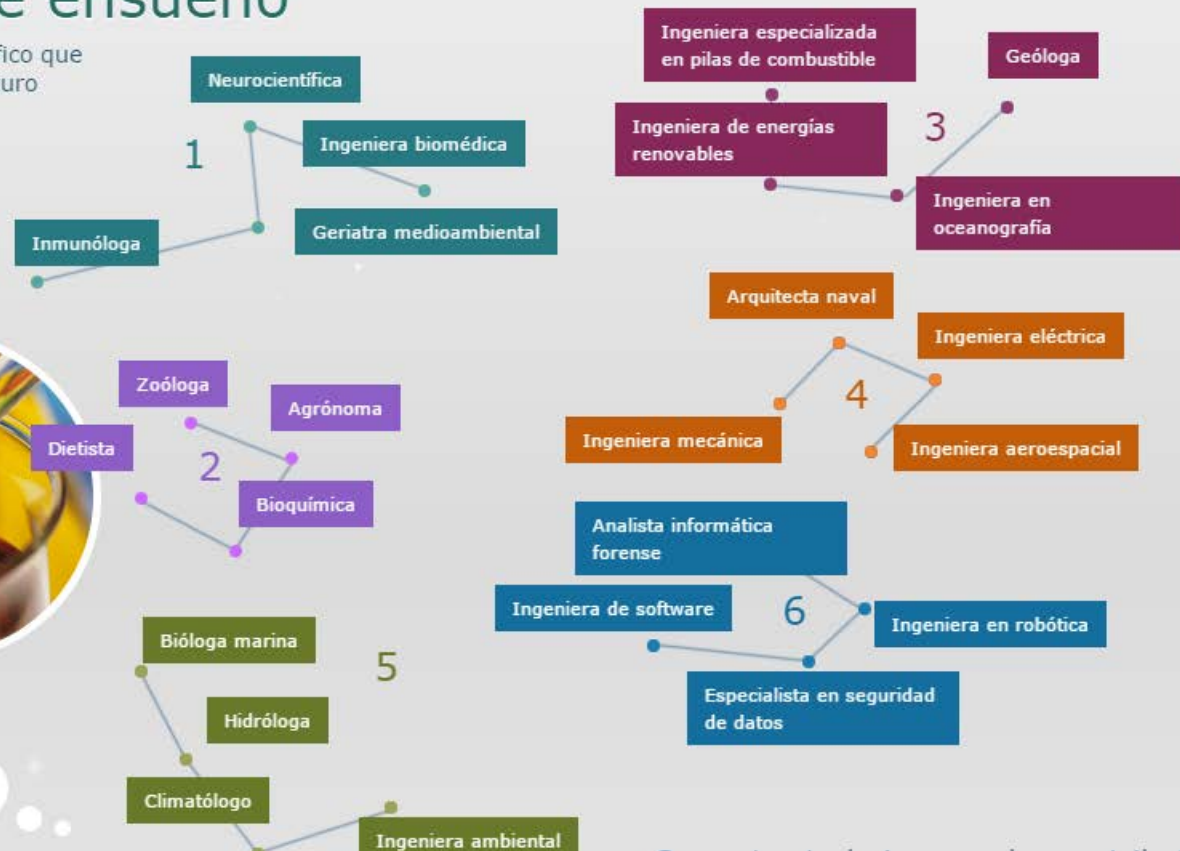 e ensueño
fico que
uro
Neurocientífica
1
Ingeniera biomédica
Inmunóloga
Geriatra medioambiental
Ingeniera especializada
en pilas de combustible
Geóloga
Ingeniera de energías
renovables
3
Ingeniera en
oceanografía
Zoóloga
Agrónoma
Dietista
2
Bioquímica
Arquitecta naval
Ingeniera eléctrica
4
Ingeniera mecánica
Ingeniera aeroespacial
Bióloga marina
5
Hidróloga
Climatólogo
Ingeniera ambiental
Analista informática
forense
Ingeniera de software
6
Ingeniera en robótica
Especialista en seguridad
de datos